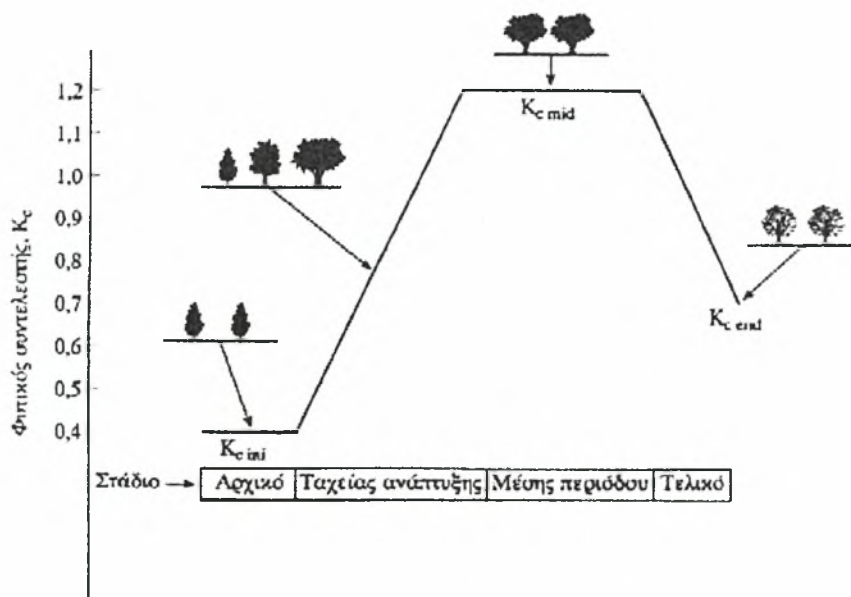 Φυτικός συντελεστής, Kc
1,2
1,1
1.0
0,9
0,8
0,7
0,6
0,5
0,4
Kc mid
Kc end
Kc ini
Στάδιο
Αρχικό
Ταχείας ανάπτυξης
Μέσης περιόδου
Τελικό